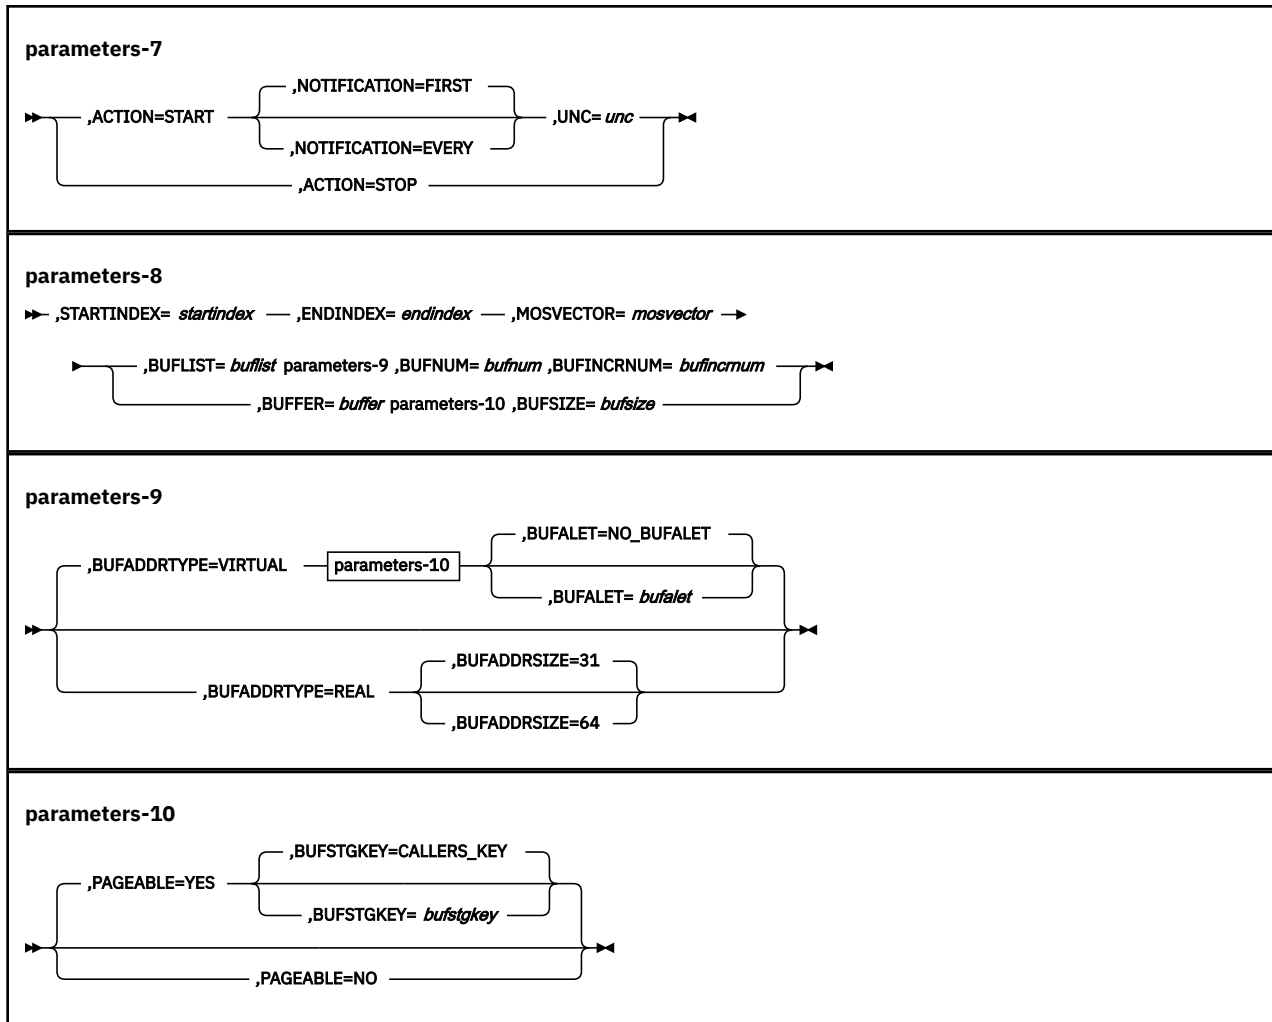 parameters-7
,NOTIFICATION=FIRST
,ACTION=START ,UNC= unc
,NOTIFICATION=EVERY
,ACTION=STOP
parameters-8
,STARTINDEX= startindex ,ENDINDEX= endindex ,MOSVECTOR= mosvector
,BUFLIST= buflist parameters-9 ,BUFNUM= bufnum ,BUFINCRNUM= bufincrnum
,BUFFER= buffer parameters-10 ,BUFSIZE= bufsize
parameters-9
,BUFALET=NO_BUFALET
,BUFADDRTYPE=VIRTUAL parameters-10
,BUFALET= bufalet
,BUFADDRSIZE=31
,BUFADDRTYPE=REAL
,BUFADDRSIZE=64
parameters-10
,BUFSTGKEY=CALLERS_KEY
,PAGEABLE=YES
,BUFSTGKEY= bufstgkey
,PAGEABLE=NO